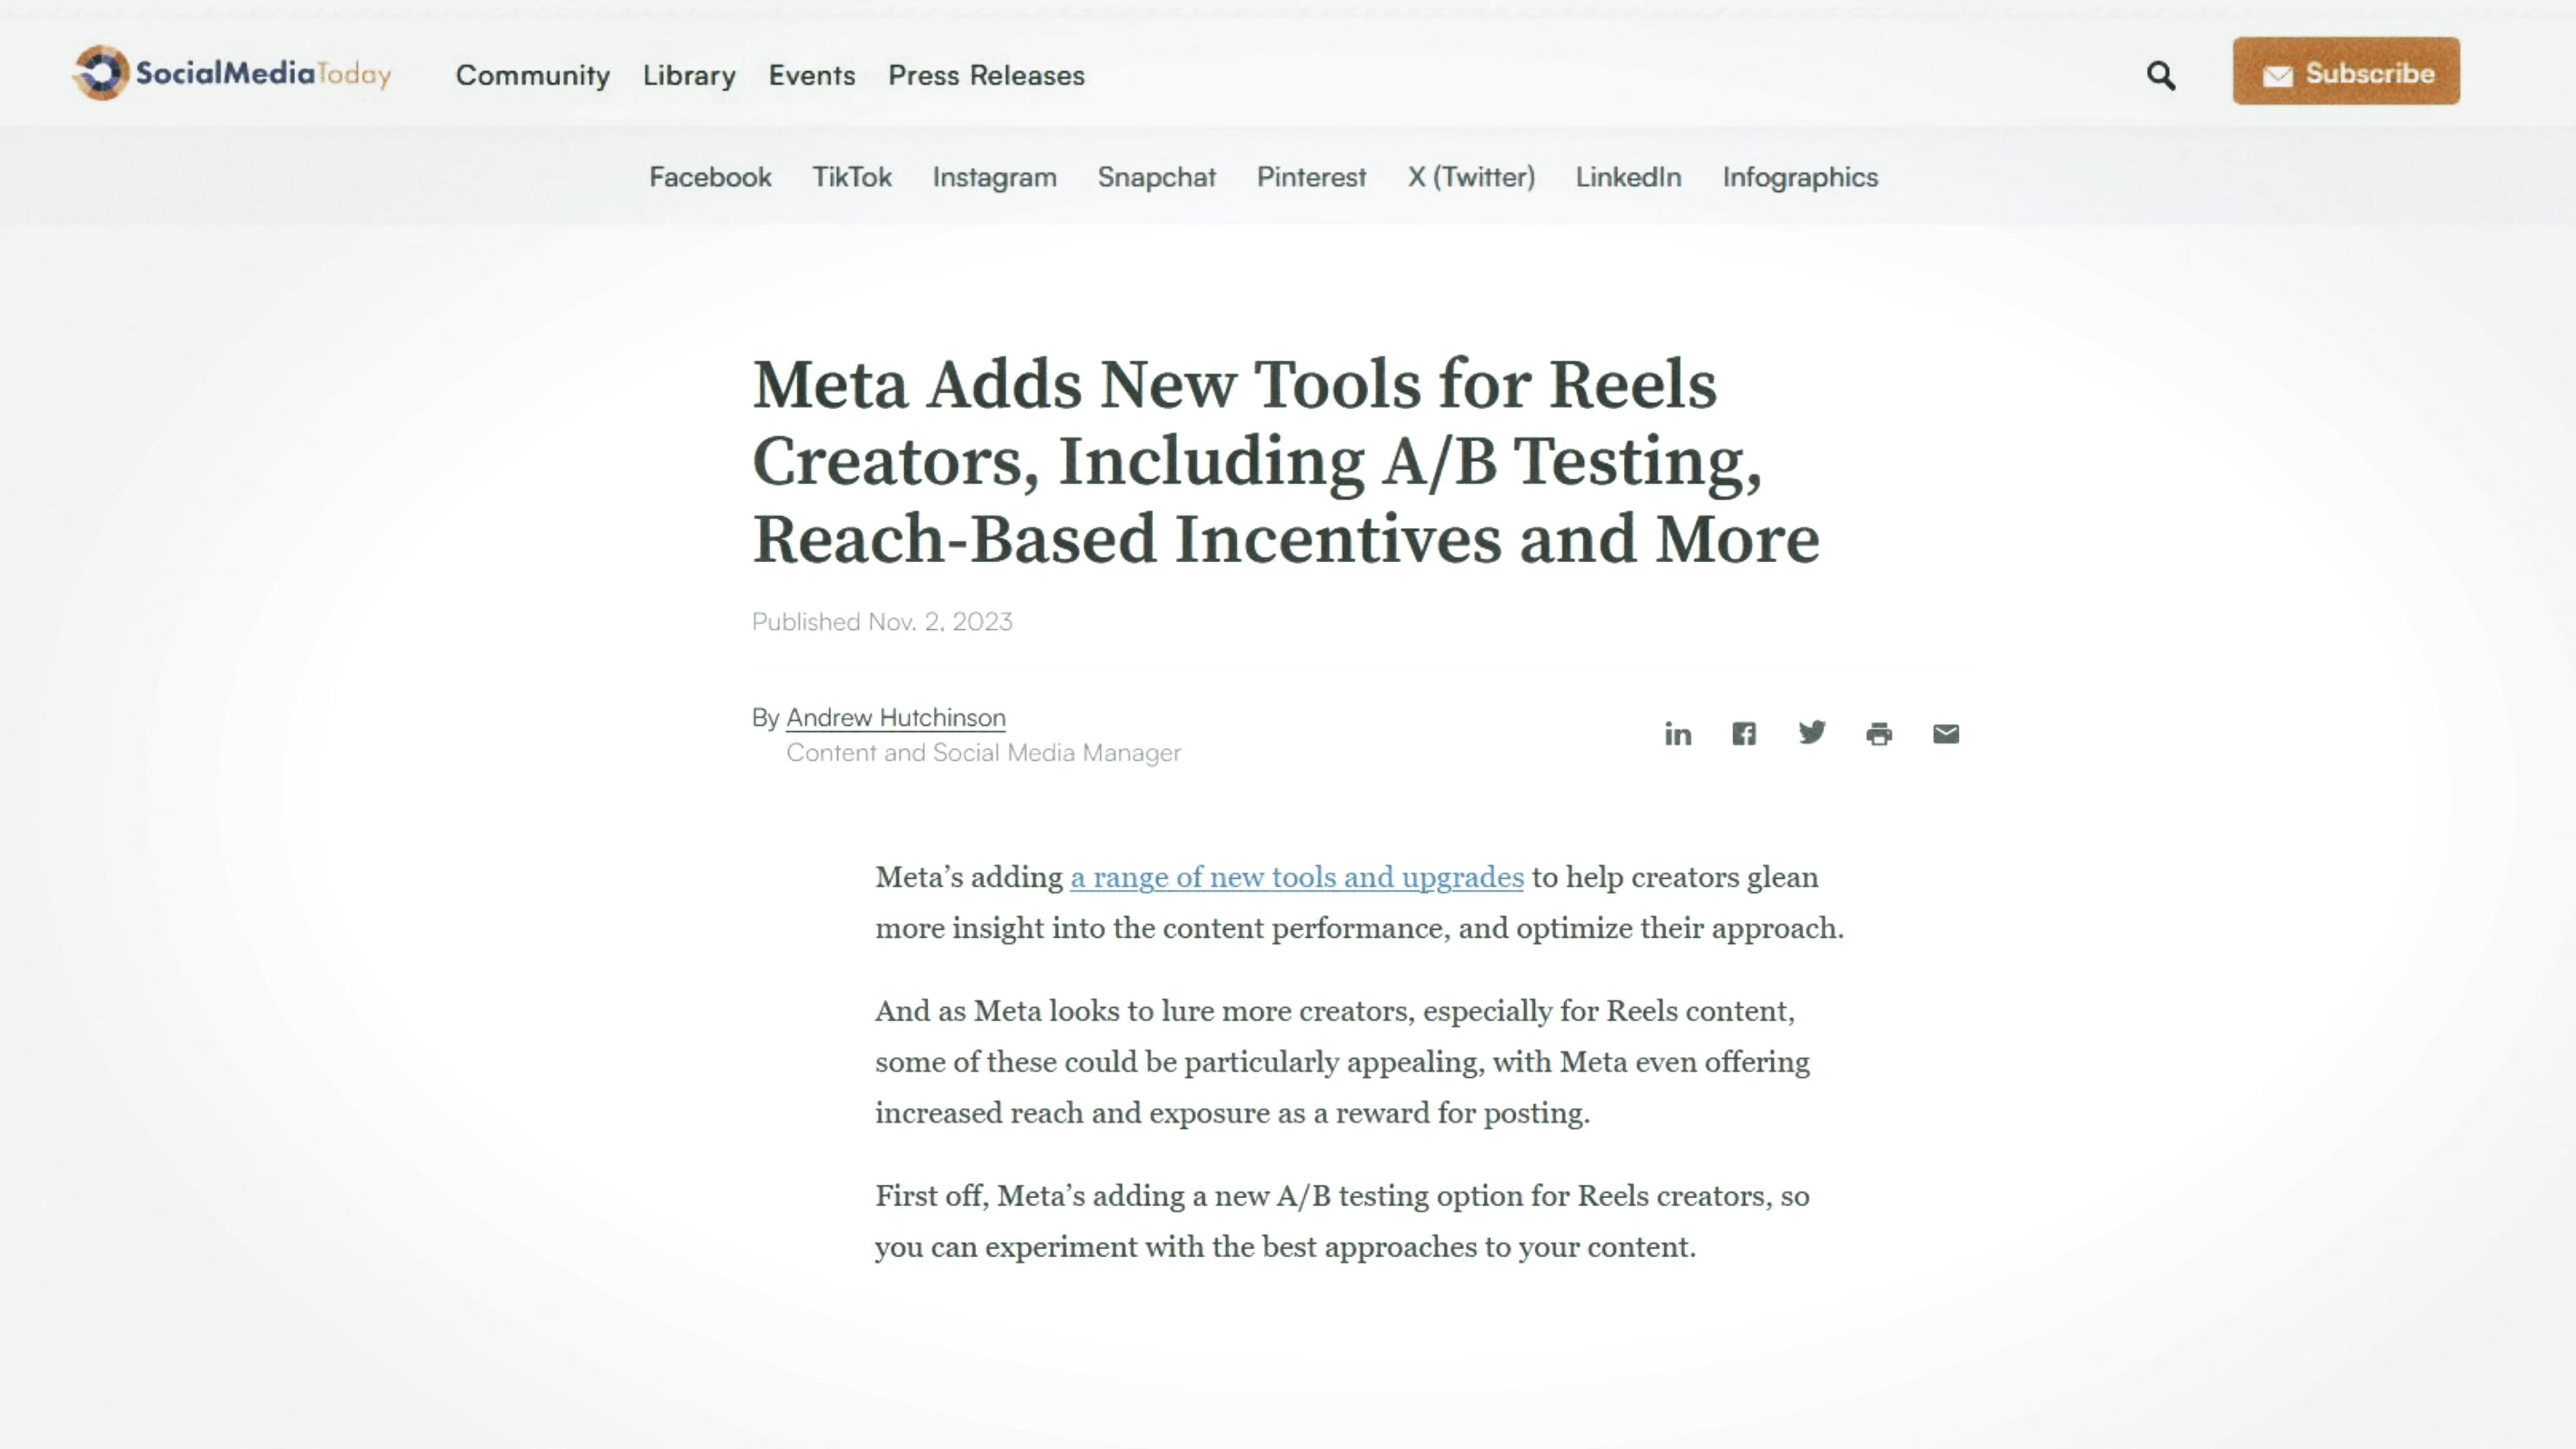 SocialMediaToday Community Library Events Press Releases Subscribe
Facebook TikTok Instagram Snapchat Pinterest X (Twitter) LinkedIn Infographics
Meta Adds New Tools for Reels
Creators, Including A/B Testing,
Reach-Based Incentives and More
Published Nov. 2, 2023
By Andrew Hutchinson
Content and Social Media Manager
Meta’s adding a range of new tools and upgrades to help creators glean
more insight into the content performance, and optimize their approach.
And as Meta looks to lure more creators, especially for Reels content,
some of these could be particularly appealing, with Meta even offering
increased reach and exposure as a reward for posting.
First off, Meta’s adding a new A/B testing option for Reels creators, so
you can experiment with the best approaches to your content.